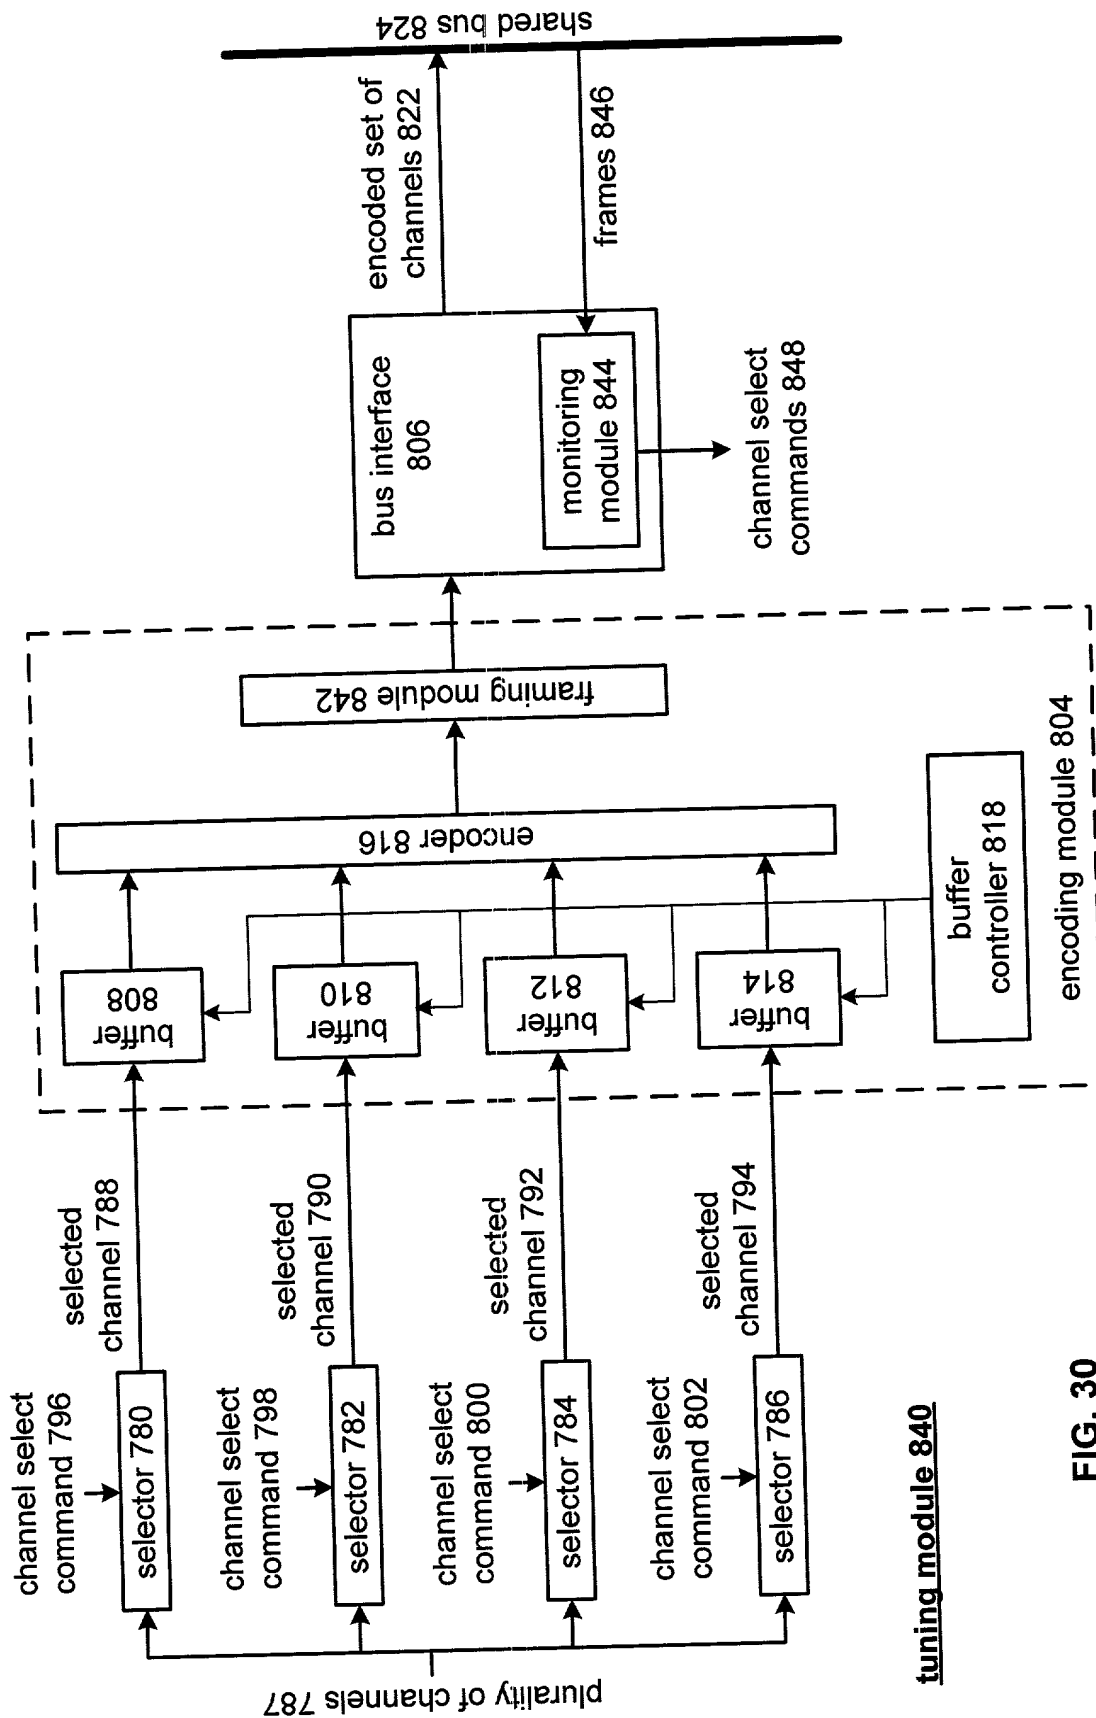 channel select
command 796
selector 780
selected
channel 788
buffer
808
channel select
command 798
selector 782
selected
channel 790
buffer
810
channel select
command 800
selector 784
selected
channel 792
buffer
812
channel select
command 802
selector 786
selected
channel 794
buffer
814
plurality of channels 787
encoder 816
framing module 842
buffer
controller 818
encoding module 804
bus interface
806
monitoring
module 844
channel select
commands 848
encoded set of
channels 822
frames 846
shared bus 824
tuning module 840
FIG. 30